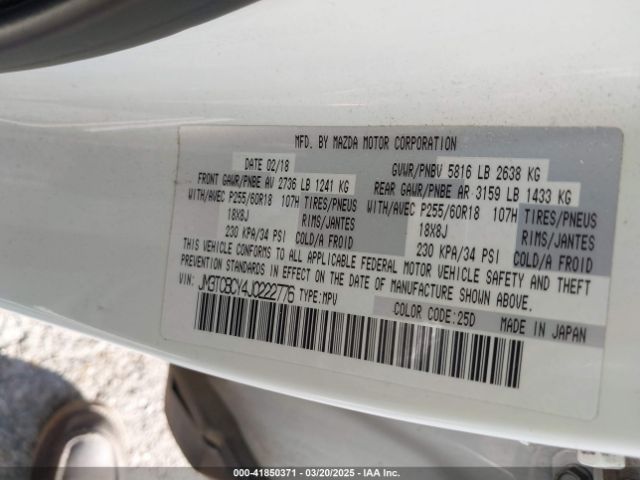 MFD. BY MAZDA MOTOR CORPORATION
DATE 02/18 GVWR/PNBV 5816 LB 2638 KG
FRONT GAWR/PNBE AV 2736 LB 1241 KG REAR GAWR/PNBE AR 3159 LB 1433 KG
WITH/AVEC P255/60R18 107H TIRES/PNEUS WITH/AVEC P255/60R18 107H TIRES/PNEUS
18X8J RIMS/JANTES 18X8J RIMS/JANTES
230 KPA/34 PSI COLD/A FROID 230 KPA/34 PSI COLD/A FROID
THIS VEHICLE CONFORMS TO ALL APPLICABLE FEDERAL MOTOR VEHICLE SAFETY AND THEFT
PREVENTION STANDARDS IN EFFECT ON THE DATE OF MANUFACTURE SHOWN ABOVE.
VIN: JM3TCBCY4J0222776 TYPE:MPV
COLOR CODE:25D MADE IN JAPAN
000-41850371 | 03/20/2025 | IAA Inc.